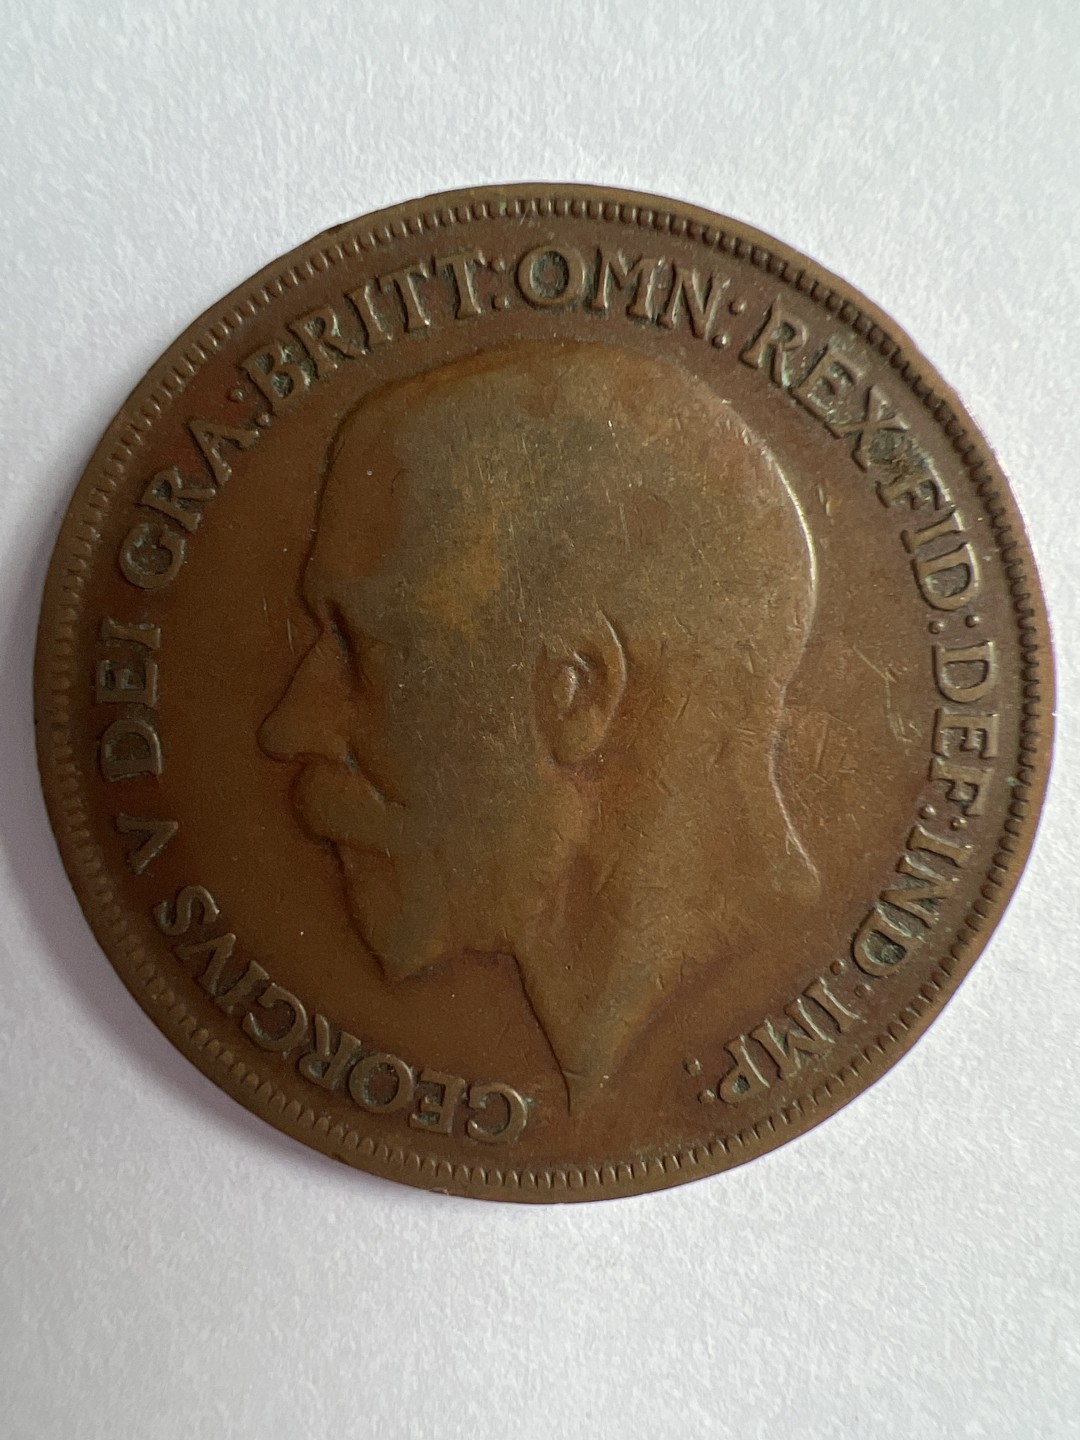 GEORGIVS V DEI GRA:BRITT:OMN:REX FID:DEF:IND:IMP: